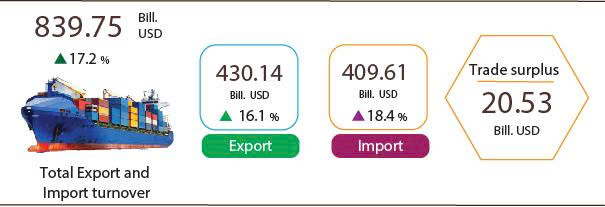 839.75
Bill.
USD
▲17.2 %
Total Export and
Import turnover
430.14
Bill. USD
▲ 16.1 %
Export
409.61
Bill. USD
▲18.4 %
Import
Trade surplus
20.53
Bill. USD